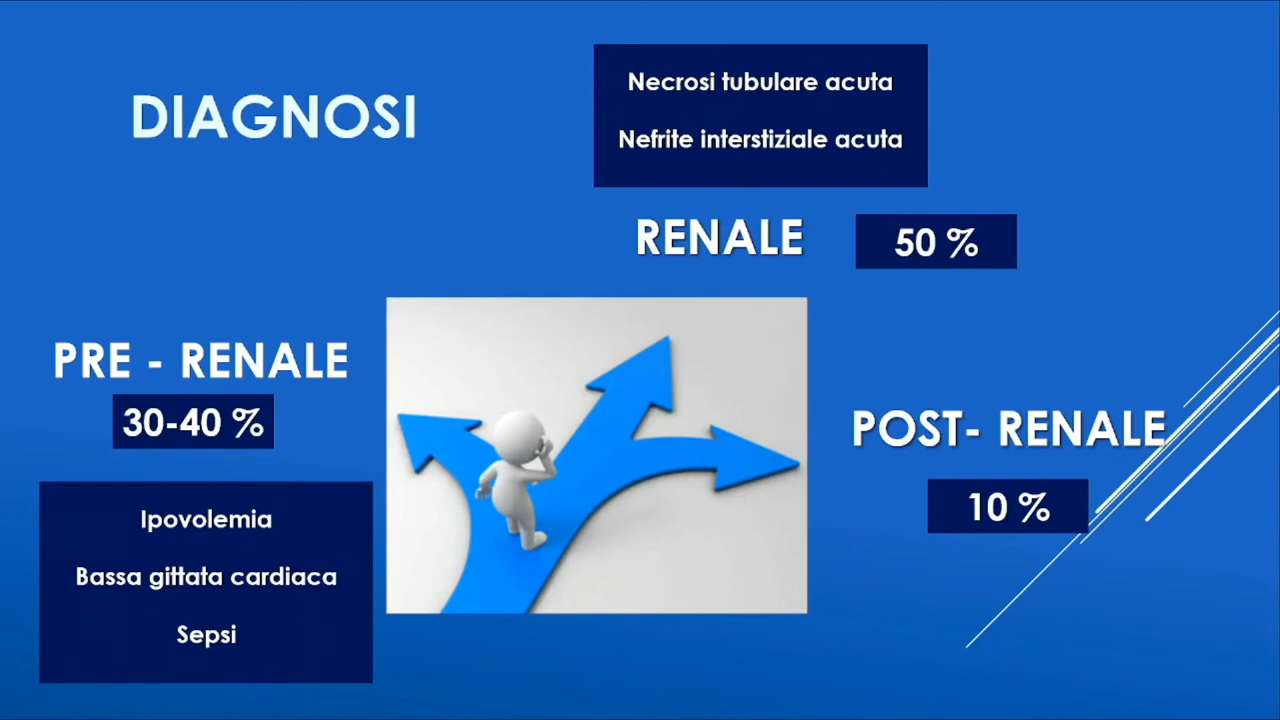 DIAGNOSI
Necrosi tubulare acuta
Nefrite interstiziale acuta
RENALE
50 %
PRE - RENALE
30-40 %
Ipovolemia
Bassa gittata cardiaca
Sepsi
POST- RENALE
10 %